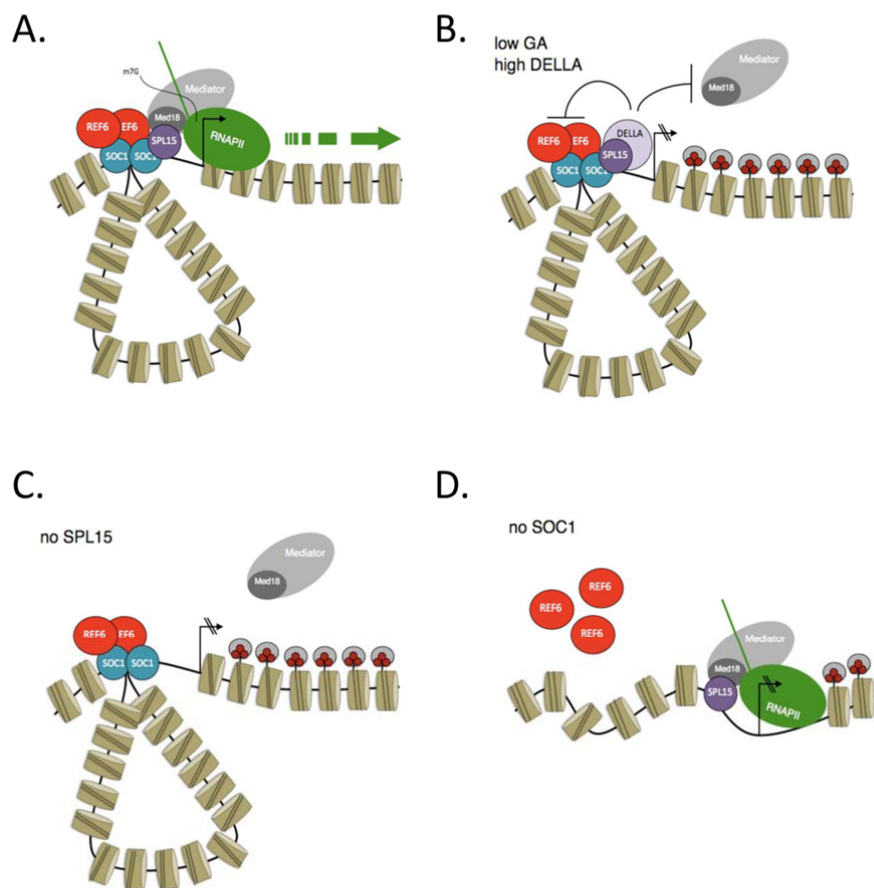 A.
m7G
Mediator
Med18
REF6
EF6
SPL15
RNAPII
SOC1
SOC1
B.
low GA
high DELLA
Mediator
Med18
REF6
EF6
DELLA
SPL15
SOC1
SOC1
C.
no SPL15
Mediator
Med18
REF6
EF6
SOC1
SOC1
D.
no SOC1
REF6
REF6
REF6
Mediator
Med18
SPL15
RNAPII